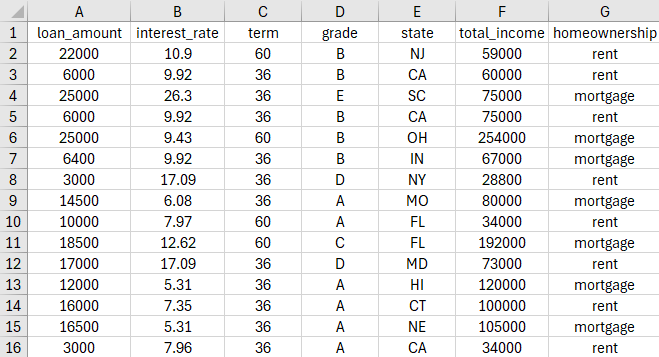 A B C D E F G
1 loan_amount interest_rate term grade state total_income homeownership
2 22000 10.9 60 B NJ 59000 rent
3 6000 9.92 36 B CA 60000 rent
4 25000 26.3 36 E SC 75000 mortgage
5 6000 9.92 36 B CA 75000 rent
6 25000 9.43 60 B OH 254000 mortgage
7 6400 9.92 36 B IN 67000 mortgage
8 3000 17.09 36 D NY 28800 rent
9 14500 6.08 36 A MO 80000 mortgage
10 10000 7.97 60 A FL 34000 rent
11 18500 12.62 60 C FL 192000 mortgage
12 17000 17.09 36 D MD 73000 rent
13 12000 5.31 36 A HI 120000 mortgage
14 16000 7.35 36 A CT 100000 rent
15 16500 5.31 36 A NE 105000 mortgage
16 3000 7.96 36 A CA 34000 rent